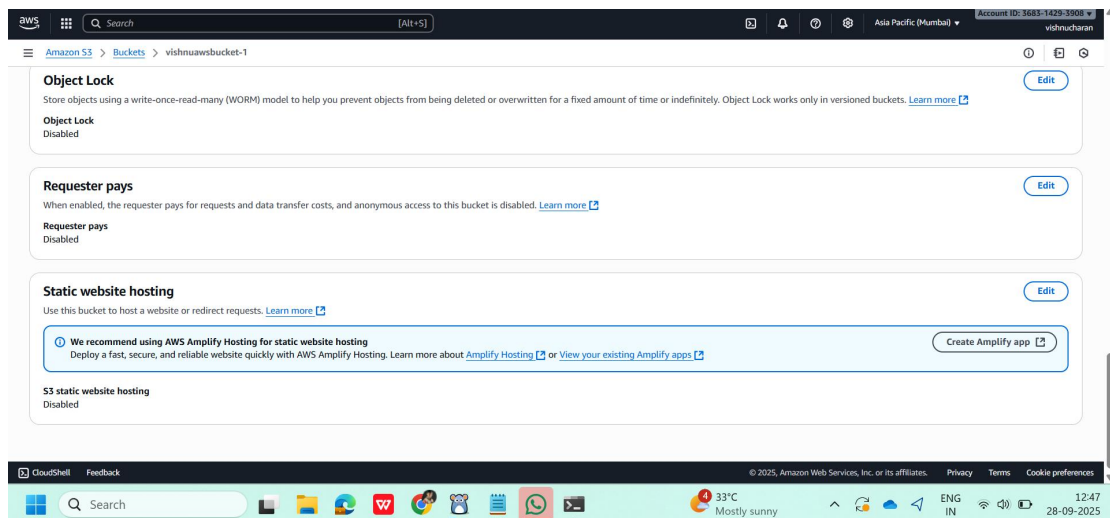 aws
Search
[Alt+S]
Asia Pacific (Mumbai)
Account ID: 3683-1429-3908
vishnucharan
Amazon S3 > Buckets > vishnuawsbucket-1
Object Lock
Edit
Store objects using a write-once-read-many (WORM) model to help you prevent objects from being deleted or overwritten for a fixed amount of time or indefinitely. Object Lock works only in versioned buckets. Learn more
Object Lock
Disabled
Requester pays
Edit
When enabled, the requester pays for requests and data transfer costs, and anonymous access to this bucket is disabled. Learn more
Requester pays
Disabled
Static website hosting
Edit
Use this bucket to host a website or redirect requests. Learn more
We recommend using AWS Amplify Hosting for static website hosting
Deploy a fast, secure, and reliable website quickly with AWS Amplify Hosting. Learn more about Amplify Hosting or View your existing Amplify apps
Create Amplify app
S3 static website hosting
Disabled
CloudShell Feedback
© 2025, Amazon Web Services, Inc. or its affiliates. Privacy Terms Cookie preferences
Search
W
4
33°C
Mostly sunny
ENG
IN
12:47
28-09-2025